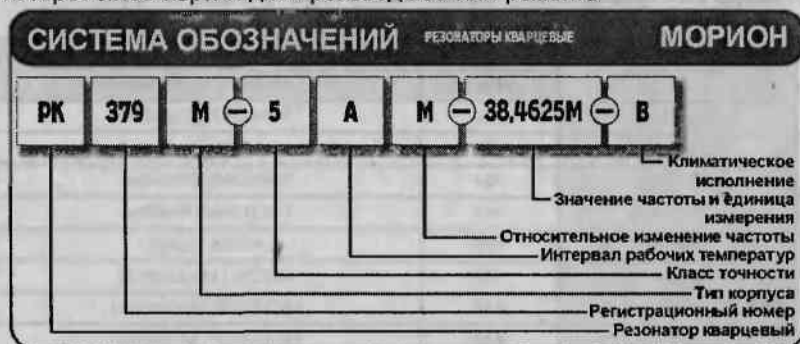 СИСТЕМА ОБОЗНАЧЕНИЙ РЕЗОНАТОРЫ КВАРЦЕВЫЕ МОРИОН
РК 379 М – 5 А М – 38,4625М – В
Климатическое
исполнение
Значение частоты и единица
измерения
Относительное изменение частоты
Интервал рабочих температур
Класс точности
Тип корпуса
Регистрационный номер
Резонатор кварцевый